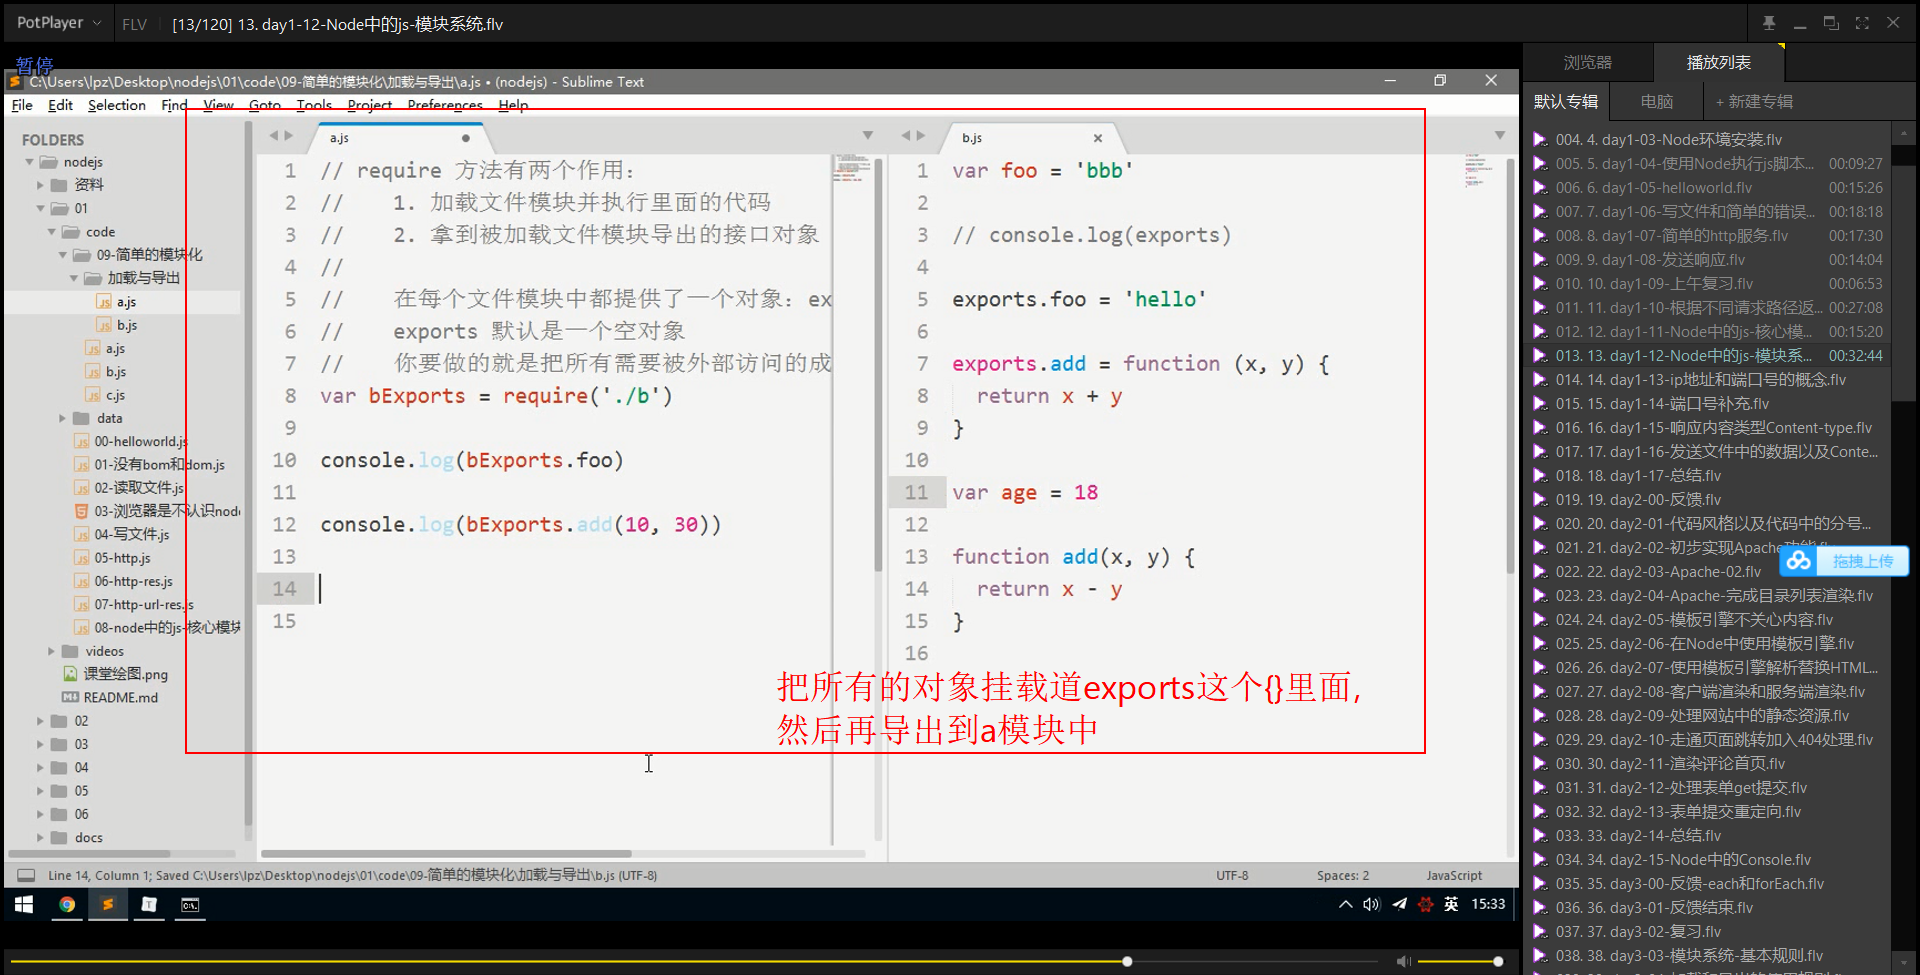 PotPlayer
FLV
[13/120] 13. day1-12-Node中的js-模块系统.flv
暂停
C:\Users\lpz\Desktop\nodejs\01\code\09-简单的模块化\加载与导出\a.js • (nodejs) - Sublime Text
File Edit Selection Find View Goto Tools Project Preferences Help
FOLDERS
nodejs
资料
01
code
09-简单的模块化
加载与导出
a.js
b.js
a.js
b.js
c.js
data
00-helloworld.js
01-没有bom和dom.js
02-读取文件.js
03-浏览器是不认识node
04-写文件.js
05-http.js
06-http-res.js
07-http-url-res.js
08-node中的js-核心模块
videos
课堂绘图.png
README.md
02
03
04
05
06
docs
a.js
1 // require 方法有两个作用:
2 //    1. 加载文件模块并执行里面的代码
3 //    2. 拿到被加载文件模块导出的接口对象
4 //
5 //    在每个文件模块中都提供了一个对象: ex
6 //    exports 默认是一个空对象
7 //    你要做的就是把所有需要被外部访问的成
8 var bExports = require('./b')
9
10 console.log(bExports.foo)
11
12 console.log(bExports.add(10, 30))
13
14
15
b.js
1 var foo = 'bbb'
2
3 // console.log(exports)
4
5 exports.foo = 'hello'
6
7 exports.add = function (x, y) {
8   return x + y
9 }
10
11 var age = 18
12
13 function add(x, y) {
14   return x - y
15 }
16
把所有的对象挂载道exports这个{}里面,
然后再导出到a模块中
Line 14, Column 1; Saved C:\Users\lpz\Desktop\nodejs\01\code\09-简单的模块化\加载与导出\b.js (UTF-8)
UTF-8
Spaces: 2
JavaScript
英
15:33
浏览器
播放列表
默认专辑
电脑
+ 新建专辑
004. 4. day1-03-Node环境安装.flv
005. 5. day1-04-使用Node执行js脚本... 00:09:27
006. 6. day1-05-helloworld.flv 00:15:26
007. 7. day1-06-写文件和简单的错误... 00:18:18
008. 8. day1-07-简单的http服务.flv 00:17:30
009. 9. day1-08-发送响应.flv 00:14:04
010. 10. day1-09-上午复习.flv 00:06:53
011. 11. day1-10-根据不同请求路径返... 00:27:08
012. 12. day1-11-Node中的js-核心模... 00:15:20
013. 13. day1-12-Node中的js-模块系... 00:32:44
014. 14. day1-13-ip地址和端口号的概念.flv
015. 15. day1-14-端口号补充.flv
016. 16. day1-15-响应内容类型Content-type.flv
017. 17. day1-16-发送文件中的数据以及Conte...
018. 18. day1-17-总结.flv
019. 19. day2-00-反馈.flv
020. 20. day2-01-代码风格以及代码中的分号...
021. 21. day2-02-初步实现Apache
拖拽上传
022. 22. day2-03-Apache-02.flv
023. 23. day2-04-Apache-完成目录列表渲染.flv
024. 24. day2-05-模板引擎不关心内容.flv
025. 25. day2-06-在Node中使用模板引擎.flv
026. 26. day2-07-使用模板引擎解析替换HTML...
027. 27. day2-08-客户端渲染和服务端渲染.flv
028. 28. day2-09-处理网站中的静态资源.flv
029. 29. day2-10-走通页面跳转加入404处理.flv
030. 30. day2-11-渲染评论首页.flv
031. 31. day2-12-处理表单get提交.flv
032. 32. day2-13-表单提交重定向.flv
033. 33. day2-14-总结.flv
034. 34. day2-15-Node中的Console.flv
035. 35. day3-00-反馈-each和forEach.flv
036. 36. day3-01-反馈结束.flv
037. 37. day3-02-复习.flv
038. 38. day3-03-模块系统-基本规则.flv